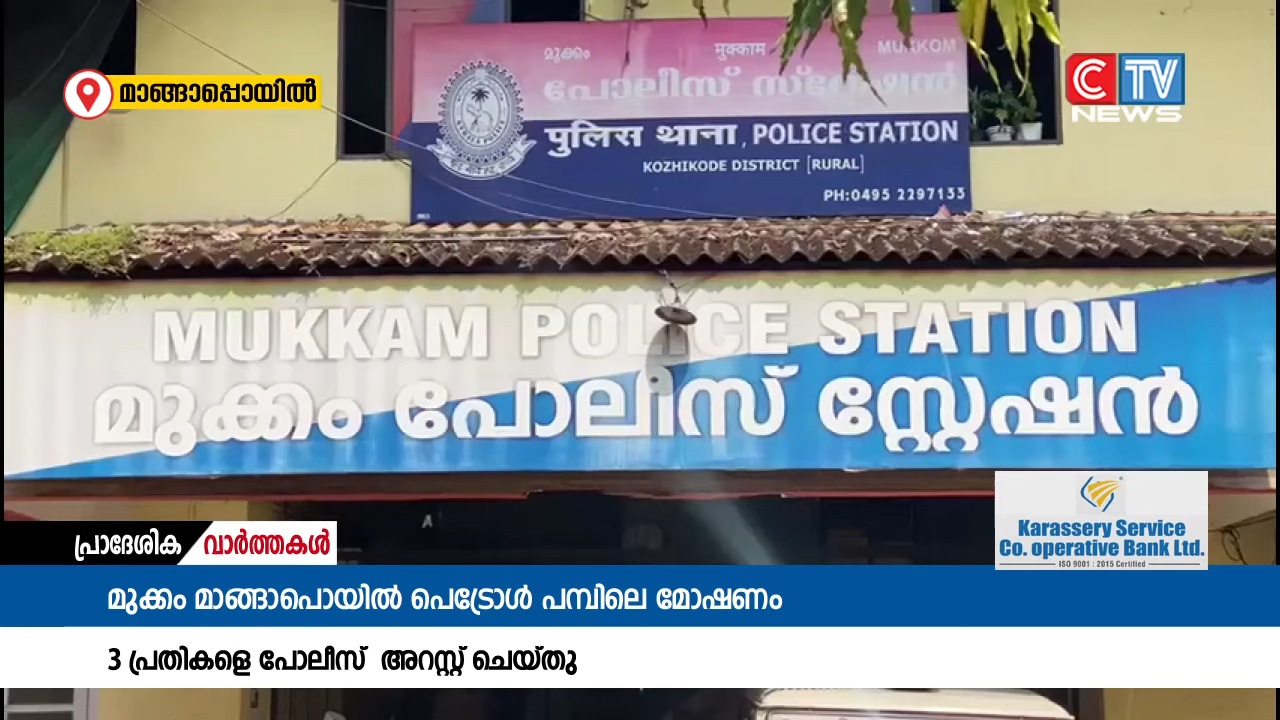 മുക്കം मुक्काम MUKKOM
പോലീസ് സ്റ്റേഷൻ
पुलिस थाना, POLICE STATION
KOZHIKODE DISTRICT [RURAL]
PH:0495 2297133
മാങ്ങാപ്പൊയിൽ
CTV
NEWS
MUKKAM POLICE STATION
മുക്കം പോലീസ് സ്റ്റേഷൻ
Karassery Service
Co. operative Bank Ltd.
ISO 9001 : 2015 Certified
പ്രാദേശിക വാർത്തകൾ
മുക്കം മാങ്ങാപൊയിൽ പെട്രോൾ പമ്പിലെ മോഷണം
3 പ്രതികളെ പോലീസ് അറസ്റ്റ് ചെയ്തു